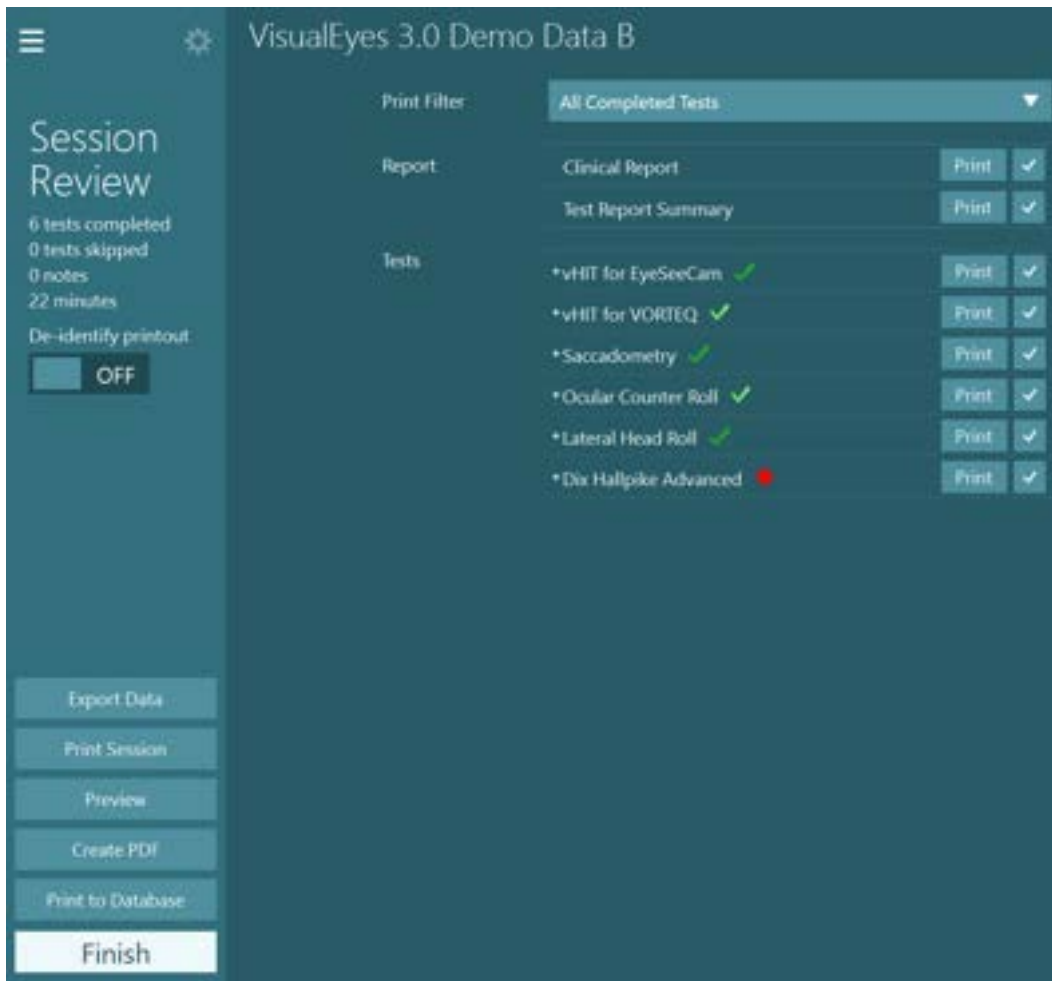 VisualEyes 3.0 Demo Data B
Session
Review
6 tests completed
0 tests skipped
0 notes
22 minutes
De-identify printout
OFF
Export Data
Print Session
Preview
Create PDF
Print to Database
Finish
Print Filter
All Completed Tests
Report
Clinical Report Print
Test Report Summary Print
Tests
*vHIT for EyeSeeCam Print
*vHIT for VORTEQ Print
*Saccadometry Print
*Ocular Counter Roll Print
*Lateral Head Roll Print
*Dix Hallpike Advanced Print